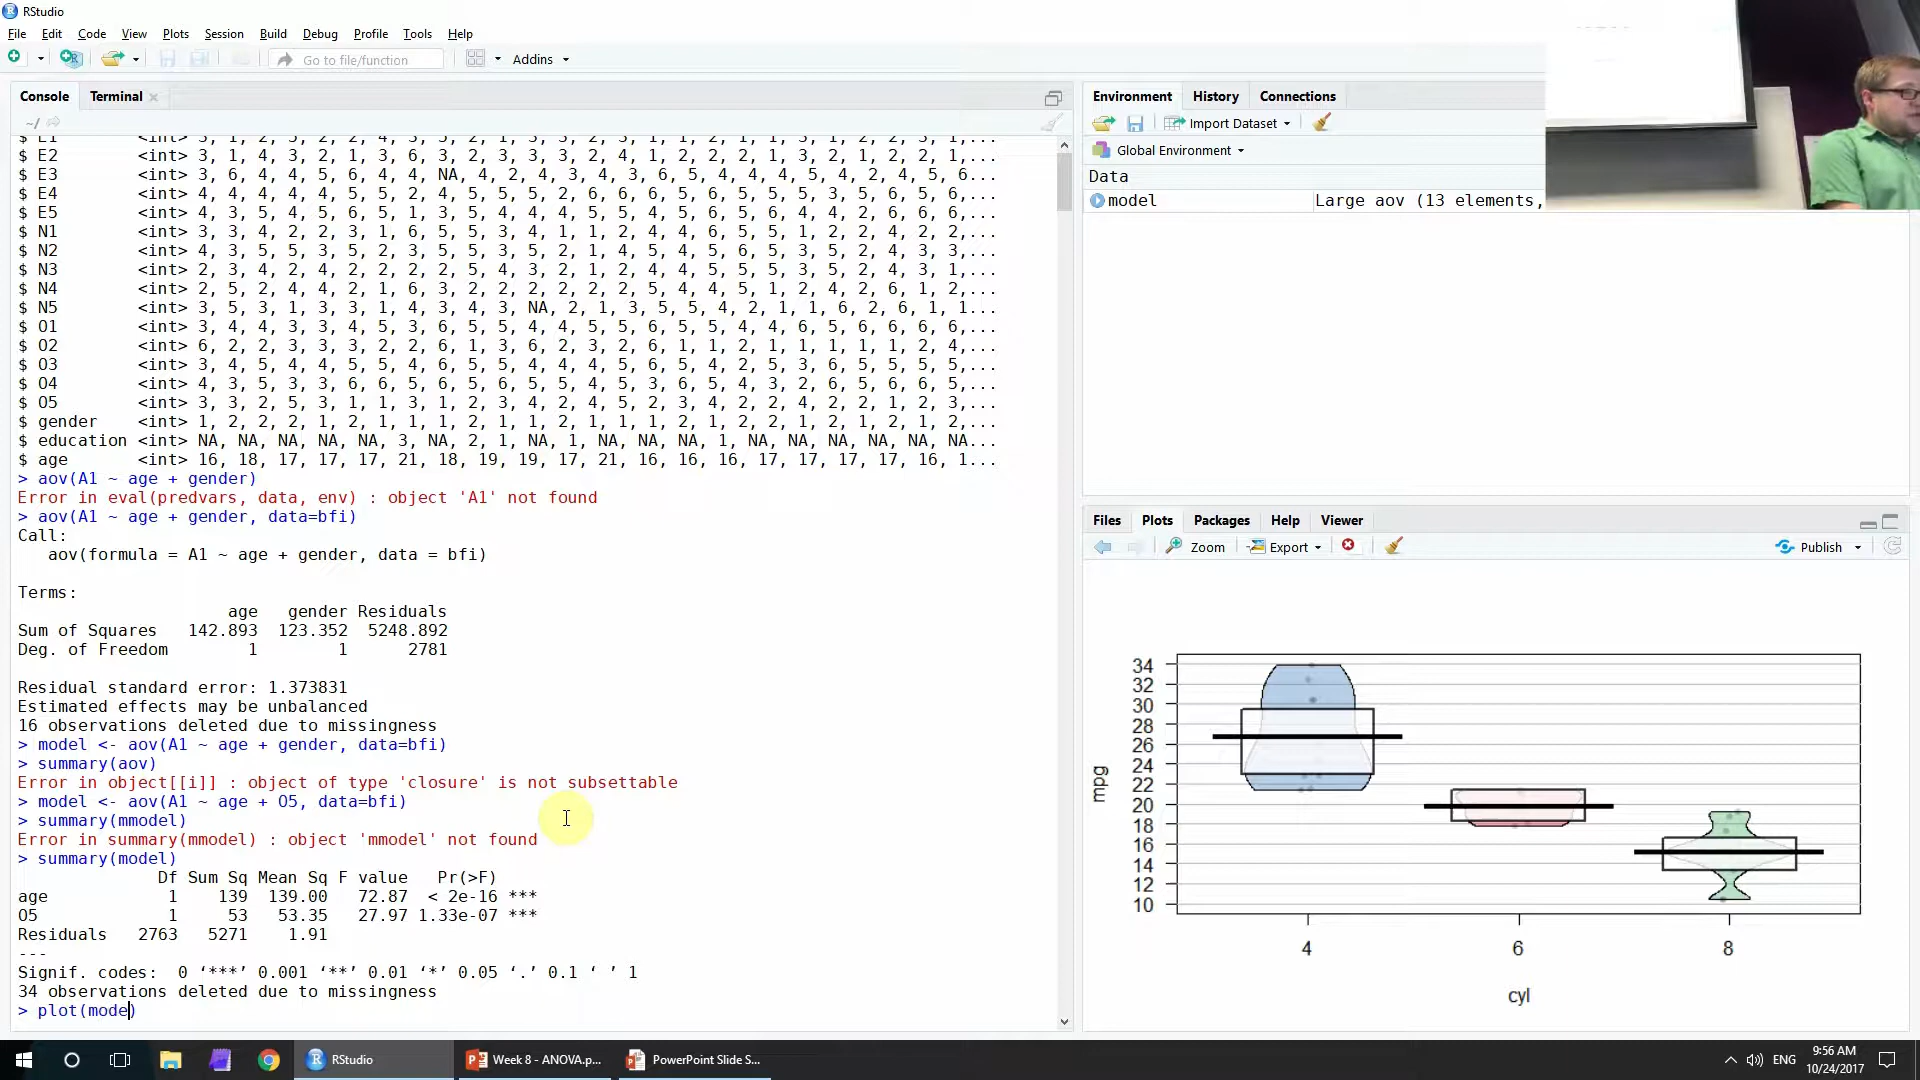 RStudio
File Edit Code View Plots Session Build Debug Profile Tools Help
Go to file/function Addins
Console Terminal
~/
$ E1 <int> 3, 1, 2, 5, 2, 2, 4, 3, 5, 2, 1, 3, 3, 2, 3, 1, 1, 2, 1, 1, 3, 1, 2, 2, 3, 1,...
$ E2 <int> 3, 1, 4, 3, 2, 1, 3, 6, 3, 2, 3, 3, 3, 2, 4, 1, 2, 2, 2, 1, 3, 2, 1, 2, 2, 1,...
$ E3 <int> 3, 6, 4, 4, 5, 6, 4, 4, NA, 4, 2, 4, 3, 4, 3, 6, 5, 4, 4, 4, 5, 4, 2, 4, 5, 6...
$ E4 <int> 4, 4, 4, 4, 4, 5, 5, 2, 4, 5, 5, 5, 2, 6, 6, 6, 5, 6, 5, 5, 5, 3, 5, 6, 5, 6,...
$ E5 <int> 4, 3, 5, 4, 5, 6, 5, 1, 3, 5, 4, 4, 4, 5, 5, 4, 5, 6, 5, 6, 4, 4, 2, 6, 6, 6,...
$ N1 <int> 3, 3, 4, 2, 2, 3, 1, 6, 5, 5, 3, 4, 1, 1, 2, 4, 4, 6, 5, 5, 1, 2, 2, 4, 2, 2,...
$ N2 <int> 4, 3, 5, 5, 3, 5, 2, 3, 5, 5, 3, 5, 2, 1, 4, 5, 4, 5, 6, 5, 3, 5, 2, 4, 3, 3,...
$ N3 <int> 2, 3, 4, 2, 4, 2, 2, 2, 2, 5, 4, 3, 2, 1, 2, 4, 4, 5, 5, 5, 3, 5, 2, 4, 3, 1,...
$ N4 <int> 2, 5, 2, 4, 4, 2, 1, 6, 3, 2, 2, 2, 2, 2, 2, 5, 4, 4, 5, 1, 2, 4, 2, 6, 1, 2,...
$ N5 <int> 3, 5, 3, 1, 3, 3, 1, 4, 3, 4, 3, NA, 2, 1, 3, 5, 5, 4, 2, 1, 1, 6, 2, 6, 1, 1...
$ O1 <int> 3, 4, 4, 3, 3, 4, 5, 3, 6, 5, 5, 4, 4, 5, 5, 6, 5, 5, 4, 4, 6, 5, 6, 6, 6, 6,...
$ O2 <int> 6, 2, 2, 3, 3, 3, 2, 2, 6, 1, 3, 6, 2, 3, 2, 6, 1, 1, 2, 1, 1, 1, 1, 1, 2, 4,...
$ O3 <int> 3, 4, 5, 4, 4, 5, 5, 4, 6, 5, 5, 4, 4, 4, 5, 6, 5, 4, 2, 5, 3, 6, 5, 5, 5, 5,...
$ O4 <int> 4, 3, 5, 3, 3, 6, 6, 5, 6, 5, 6, 5, 5, 4, 5, 3, 6, 5, 4, 3, 2, 6, 5, 6, 6, 5,...
$ O5 <int> 3, 3, 2, 5, 3, 1, 1, 3, 1, 2, 3, 4, 2, 4, 5, 2, 3, 4, 2, 2, 4, 2, 2, 1, 2, 3,...
$ gender <int> 1, 2, 2, 2, 1, 2, 1, 1, 1, 2, 1, 1, 2, 1, 1, 1, 2, 1, 2, 2, 1, 2, 1, 2, 1, 2,...
$ education <int> NA, NA, NA, NA, NA, 3, NA, 2, 1, NA, 1, NA, NA, NA, 1, NA, NA, NA, NA, NA, NA...
$ age <int> 16, 18, 17, 17, 17, 21, 18, 19, 19, 17, 21, 16, 16, 16, 17, 17, 17, 17, 16, 1...
> aov(A1 ~ age + gender)
Error in eval(predvars, data, env) : object 'A1' not found
> aov(A1 ~ age + gender, data=bfi)
Call:
aov(formula = A1 ~ age + gender, data = bfi)
Terms:
age gender Residuals
Sum of Squares 142.893 123.352 5248.892
Deg. of Freedom 1 1 2781
Residual standard error: 1.373831
Estimated effects may be unbalanced
16 observations deleted due to missingness
> model <- aov(A1 ~ age + gender, data=bfi)
> summary(aov)
Error in object[[i]] : object of type 'closure' is not subsettable
> model <- aov(A1 ~ age + O5, data=bfi)
> summary(mmodel)
Error in summary(mmodel) : object 'mmodel' not found
> summary(model)
Df Sum Sq Mean Sq F value Pr(>F)
age 1 139 139.00 72.87 < 2e-16 ***
O5 1 53 53.35 27.97 1.33e-07 ***
Residuals 2763 5271 1.91
---
Signif. codes: 0 ‘***’ 0.001 ‘**’ 0.01 ‘*’ 0.05 ‘.’ 0.1 ‘ ’ 1
34 observations deleted due to missingness
> plot(mode)
Environment History Connections
Import Dataset
Global Environment
Data
model Large aov (13 elements,
Files Plots Packages Help Viewer
Zoom Export Publish
34
32
30
28
26
24
22
20
18
16
14
12
10
mpg
4 6 8
cyl
RStudio Week 8 - ANOVA.p... PowerPoint Slide S... ENG 9:56 AM
10/24/2017